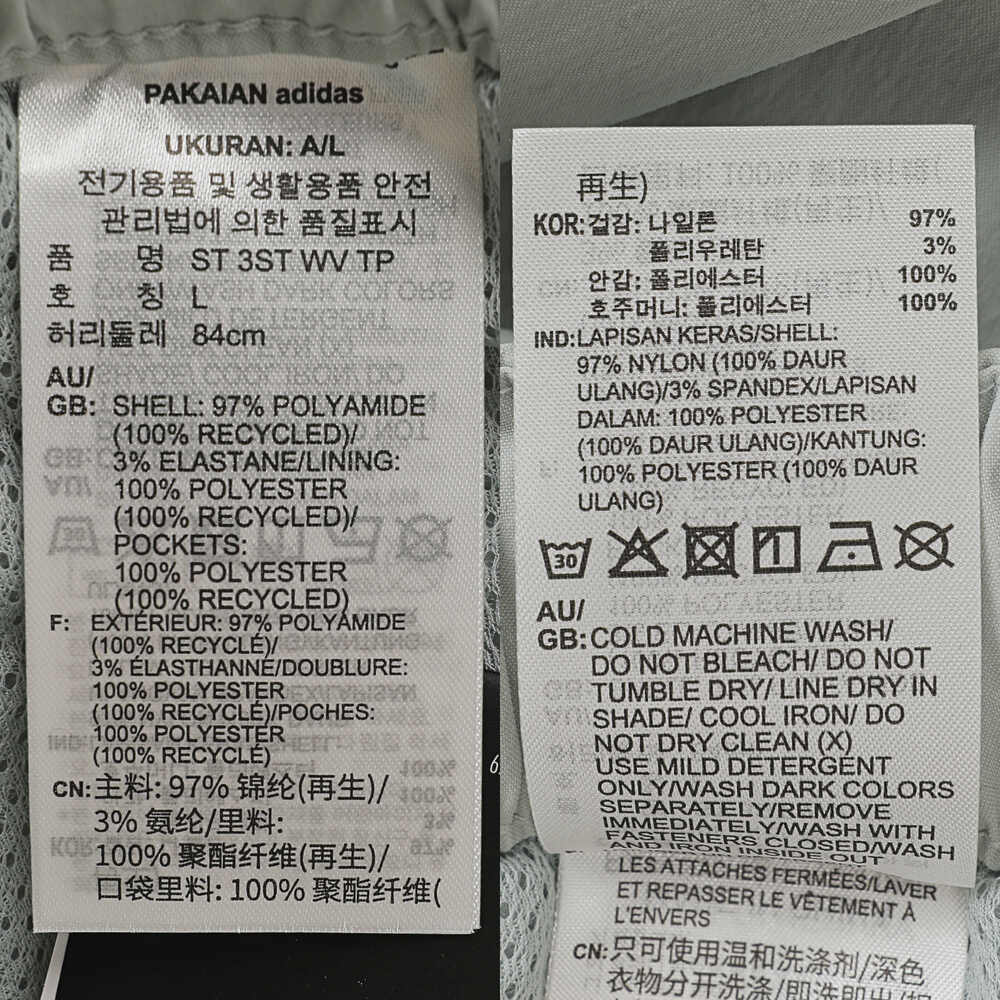 PAKAIAN adidas
UKURAN: A/L
전기용품 및 생활용품 안전
관리법에 의한 품질표시
품 명 ST 3ST WV TP
호 칭 L
허리둘레 84cm
AU/
GB: SHELL: 97% POLYAMIDE
(100% RECYCLED)/
3% ELASTANE/LINING:
100% POLYESTER
(100% RECYCLED)/
POCKETS:
100% POLYESTER
(100% RECYCLED)
F: EXTÉRIEUR: 97% POLYAMIDE
(100% RECYCLÉ)/
3% ÉLASTHANNE/DOUBLURE:
100% POLYESTER
(100% RECYCLÉ)/POCHES:
100% POLYESTER
(100% RECYCLÉ)
CN: 主料: 97% 锦纶(再生)/
3% 氨纶/里料:
100% 聚酯纤维(再生)/
口袋里料: 100% 聚酯纤维(
再生)
KOR: 겉감: 나일론 97%
폴리우레탄 3%
안감: 폴리에스터 100%
호주머니: 폴리에스터 100%
IND: LAPISAN KERAS/SHELL:
97% NYLON (100% DAUR
ULANG)/3% SPANDEX/LAPISAN
DALAM: 100% POLYESTER
(100% DAUR ULANG)/KANTUNG:
100% POLYESTER (100% DAUR
ULANG)
30
AU/
GB: COLD MACHINE WASH/
DO NOT BLEACH/ DO NOT
TUMBLE DRY/ LINE DRY IN
SHADE/ COOL IRON/ DO
NOT DRY CLEAN (X)
USE MILD DETERGENT
ONLY/WASH DARK COLORS
SEPARATELY/REMOVE
IMMEDIATELY/WASH WITH
FASTENERS CLOSED/WASH
AND IRON INSIDE OUT
LES ATTACHES FERMÉES/LAVER
ET REPASSER LE VÊTEMENT À
L'ENVERS
CN: 只可使用温和洗涤剂/深色
衣物分开洗涤/即洗即出/